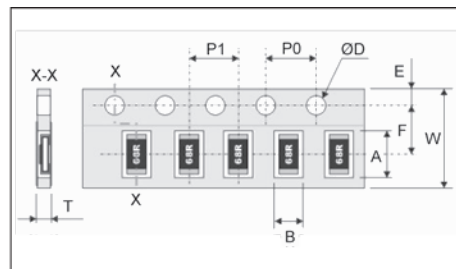 P1 P0 ØD
X-X X E
F W
68R 68R 68R 68R 68R A
T X
B